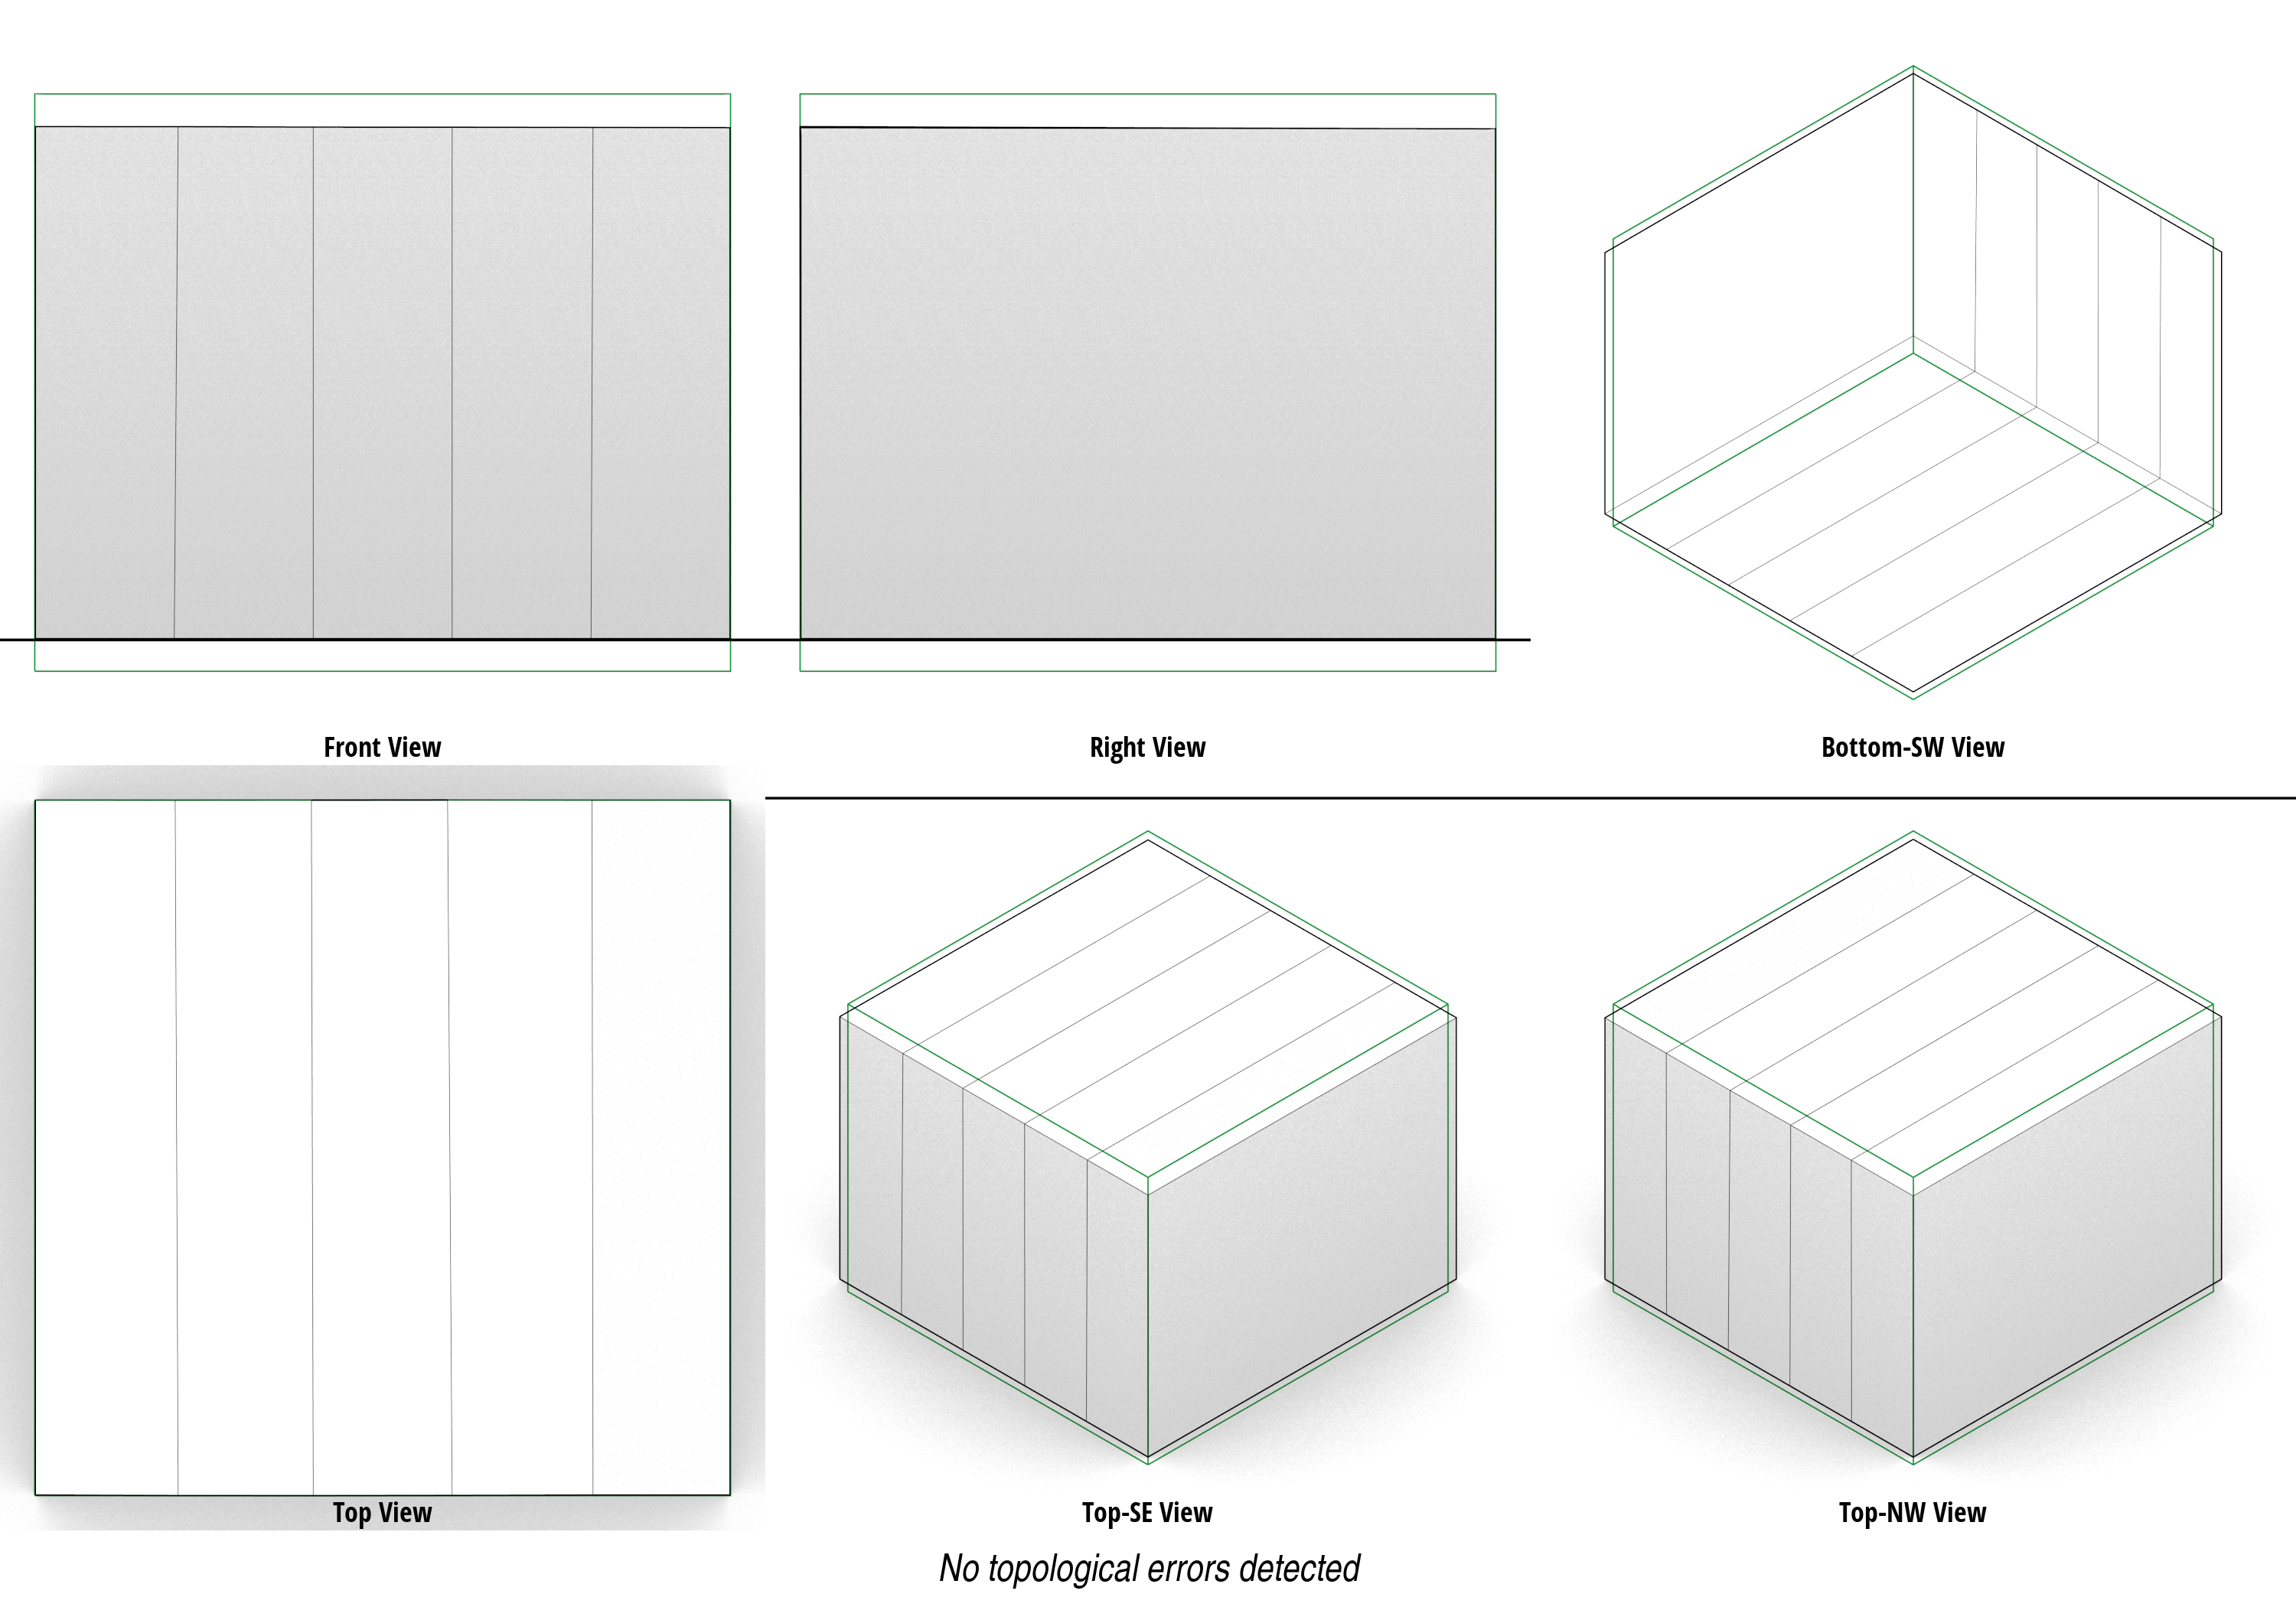 Front View
Right View
Bottom-SW View
Top View
Top-SE View
Top-NW View
No topological errors detected